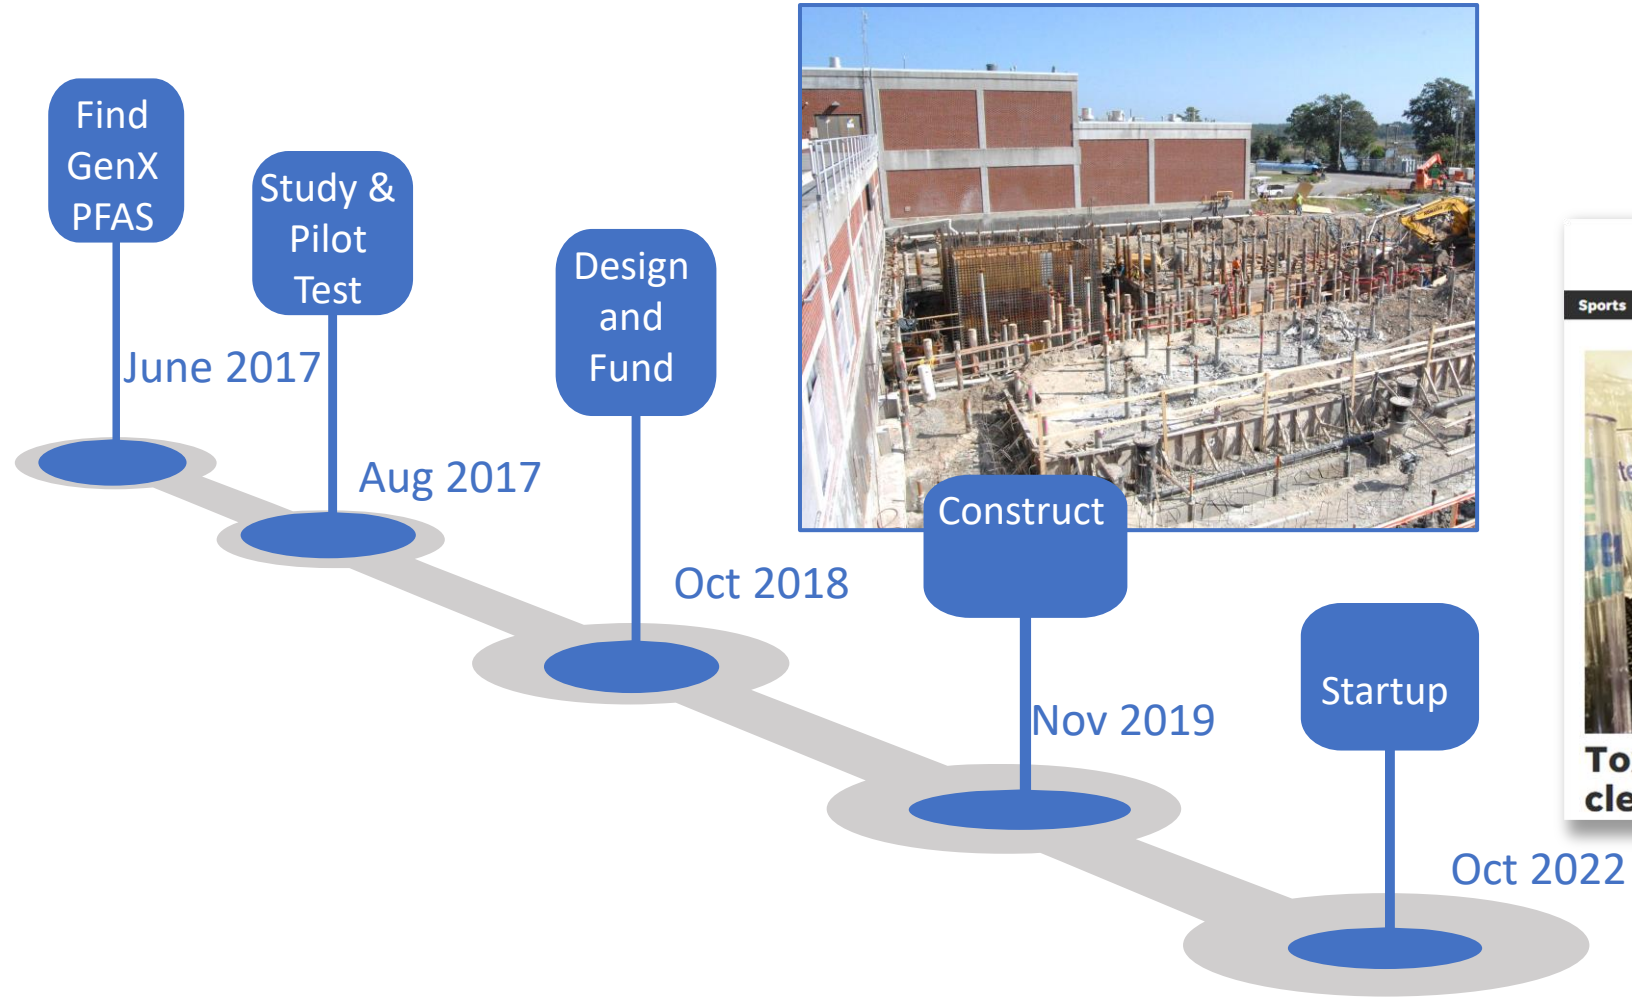 Find
GenX
PFAS
June 2017
Study &
Pilot
Test
Aug 2017
Design
and
Fund
Oct 2018
Construct
Nov 2019
Startup
Oct 2022
Sports